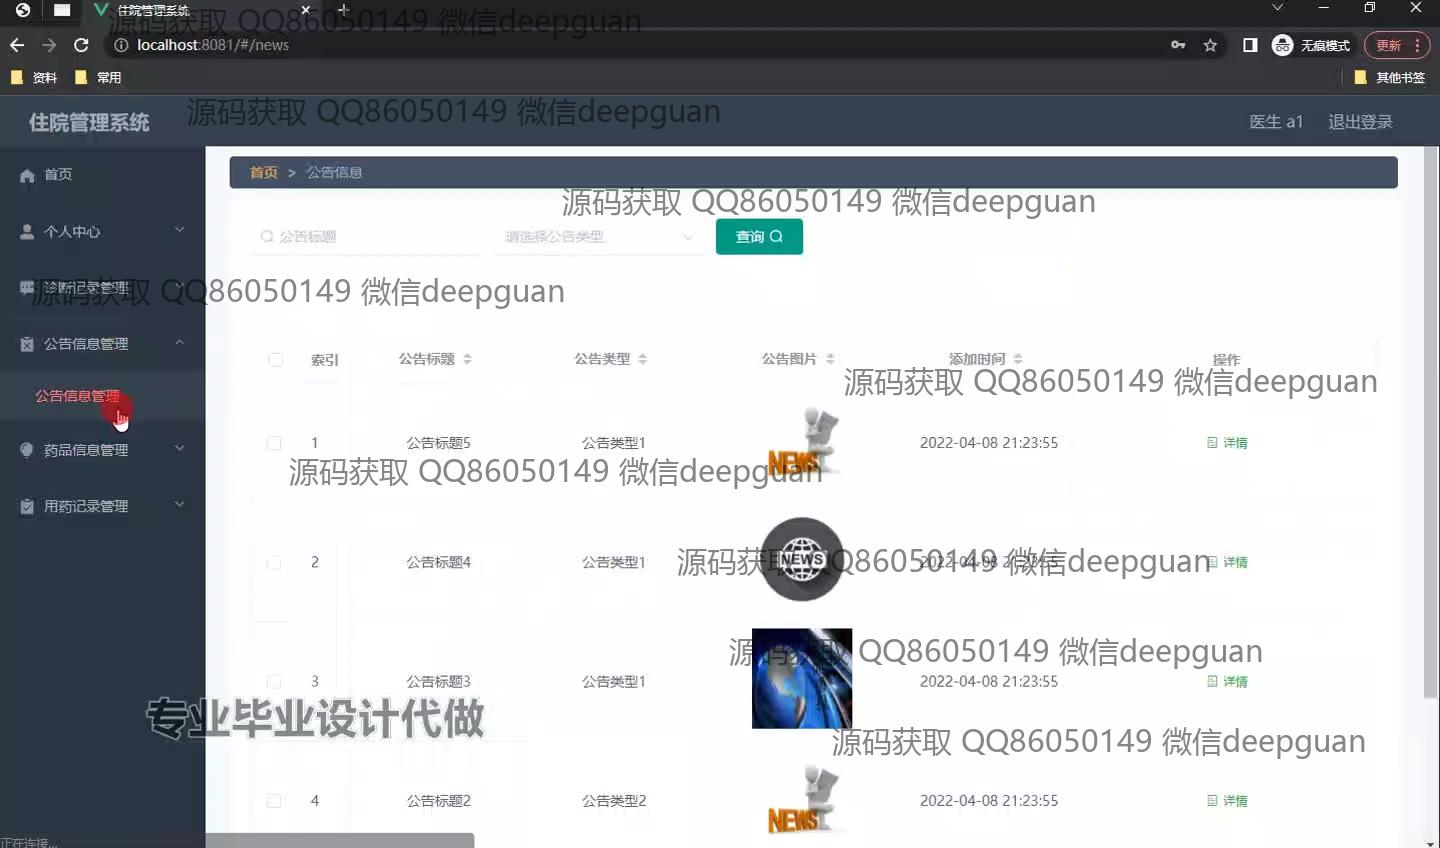 住院管理系统
源码获取 QQ86050149 微信deepguan
localhost:8081/#/news
无痕模式
更新
资料
常用
其他书签
住院管理系统
源码获取 QQ86050149 微信deepguan
医生 a1
退出登录
首页
首页 > 公告信息
源码获取 QQ86050149 微信deepguan
个人中心
公告标题
请选择公告类型
查询
诊断记录管理
源码获取 QQ86050149 微信deepguan
公告信息管理
索引 公告标题 公告类型 公告图片 添加时间 操作
源码获取 QQ86050149 微信deepguan
公告信息管理
1 公告标题5 公告类型1 NEWS 2022-04-08 21:23:55 详情
药品信息管理
源码获取 QQ86050149 微信deepguan
用药记录管理
2 公告标题4 公告类型1 NEWS 2022-04-08 21:23:55 详情
源码获取 QQ86050149 微信deepguan
源码获取 QQ86050149 微信deepguan
3 公告标题3 公告类型1 2022-04-08 21:23:55 详情
专业毕业设计代做
源码获取 QQ86050149 微信deepguan
4 公告标题2 公告类型2 NEWS 2022-04-08 21:23:55 详情
正在连接...